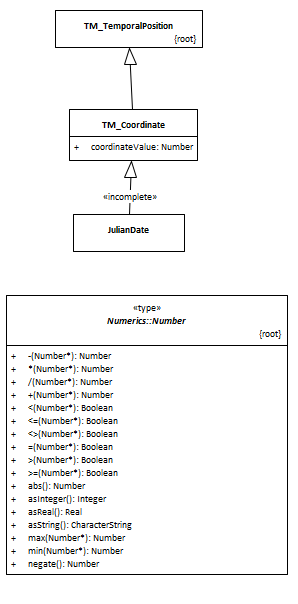 TM_TemporalPosition
{root}
TM_Coordinate
+ coordinateValue: Number
«incomplete»
JulianDate
«type»
Numerics::Number
{root}
+ -(Number*): Number
+ *(Number*): Number
+ /(Number*): Number
+ +(Number*): Number
+ <(Number*): Boolean
+ <=(Number*): Boolean
+ <>(Number*): Boolean
+ =(Number*): Boolean
+ >(Number*): Boolean
+ >=(Number*): Boolean
+ abs(): Number
+ asInteger(): Integer
+ asReal(): Real
+ asString(): CharacterString
+ max(Number*): Number
+ min(Number*): Number
+ negate(): Number